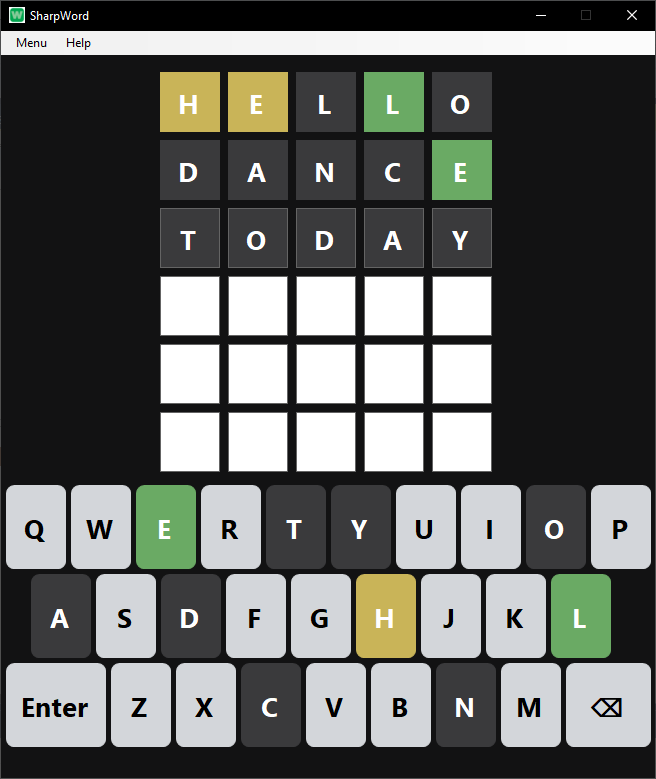 W SharpWord
Menu Help
H E L L O
D A N C E
T O D A Y
Q W E R T Y U I O P
A S D F G H J K L
Enter Z X C V B N M ⌫